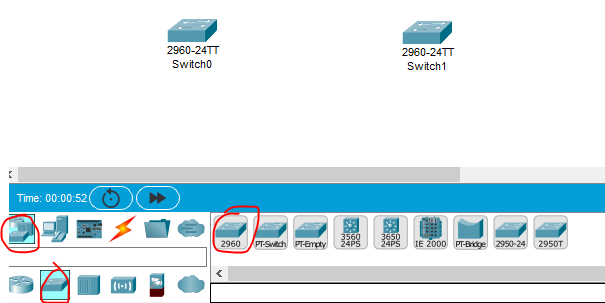 2960-24TT
Switch0
2960-24TT
Switch1
Time: 00:00:52
2960
PT-Switch
PT-Empty
3560
24PS
3650
24PS
IE 2000
PT-Bridge
2950-24
2950T